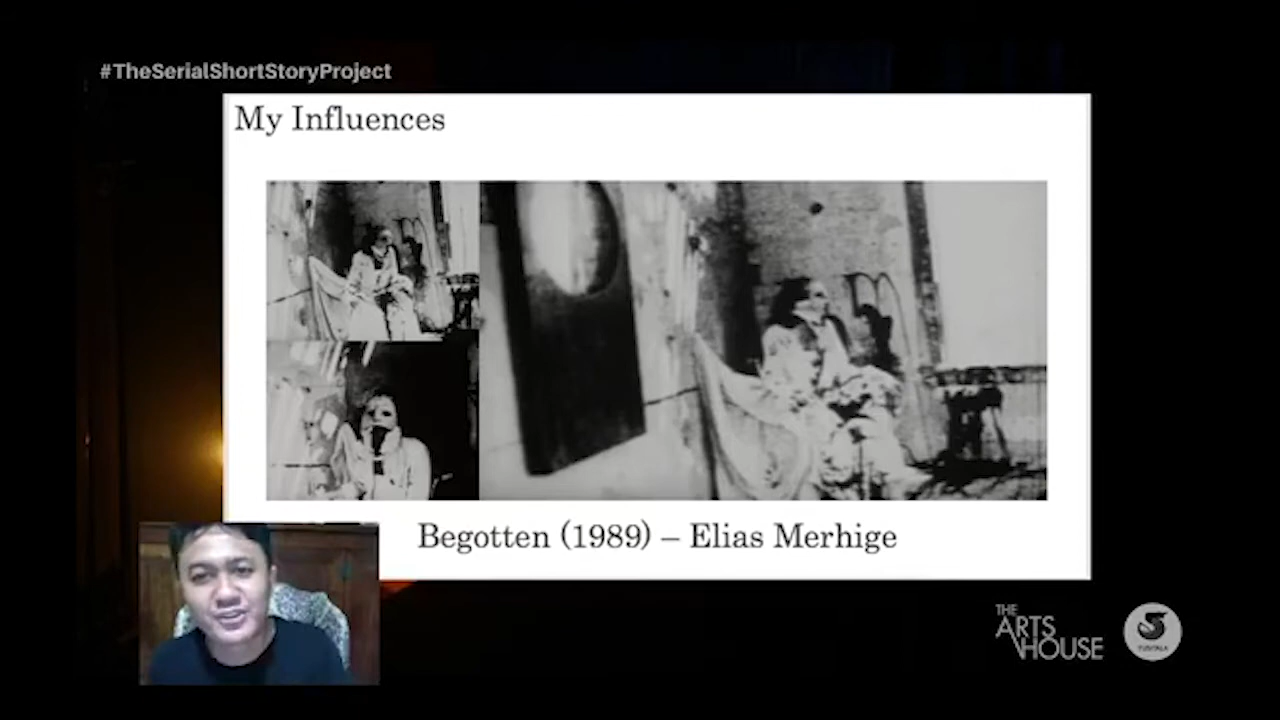 #TheSerialShortStoryProject
My Influences
Begotten (1989) – Elias Merhige
THE
ARTS
HOUSE